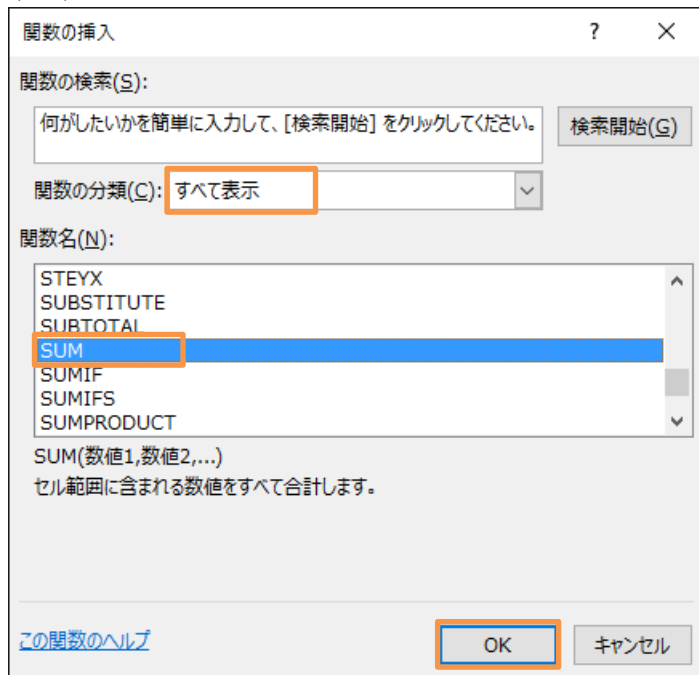 関数の挿入 ? ×
関数の検索(S):
何がしたいかを簡単に入力して、[検索開始] をクリックしてください。 検索開始(G)
関数の分類(C): すべて表示
関数名(N):
STEYX
SUBSTITUTE
SUBTOTAL
SUM
SUMIF
SUMIFS
SUMPRODUCT
SUM(数値1,数値2,...)
セル範囲に含まれる数値をすべて合計します。
この関数のヘルプ OK キャンセル